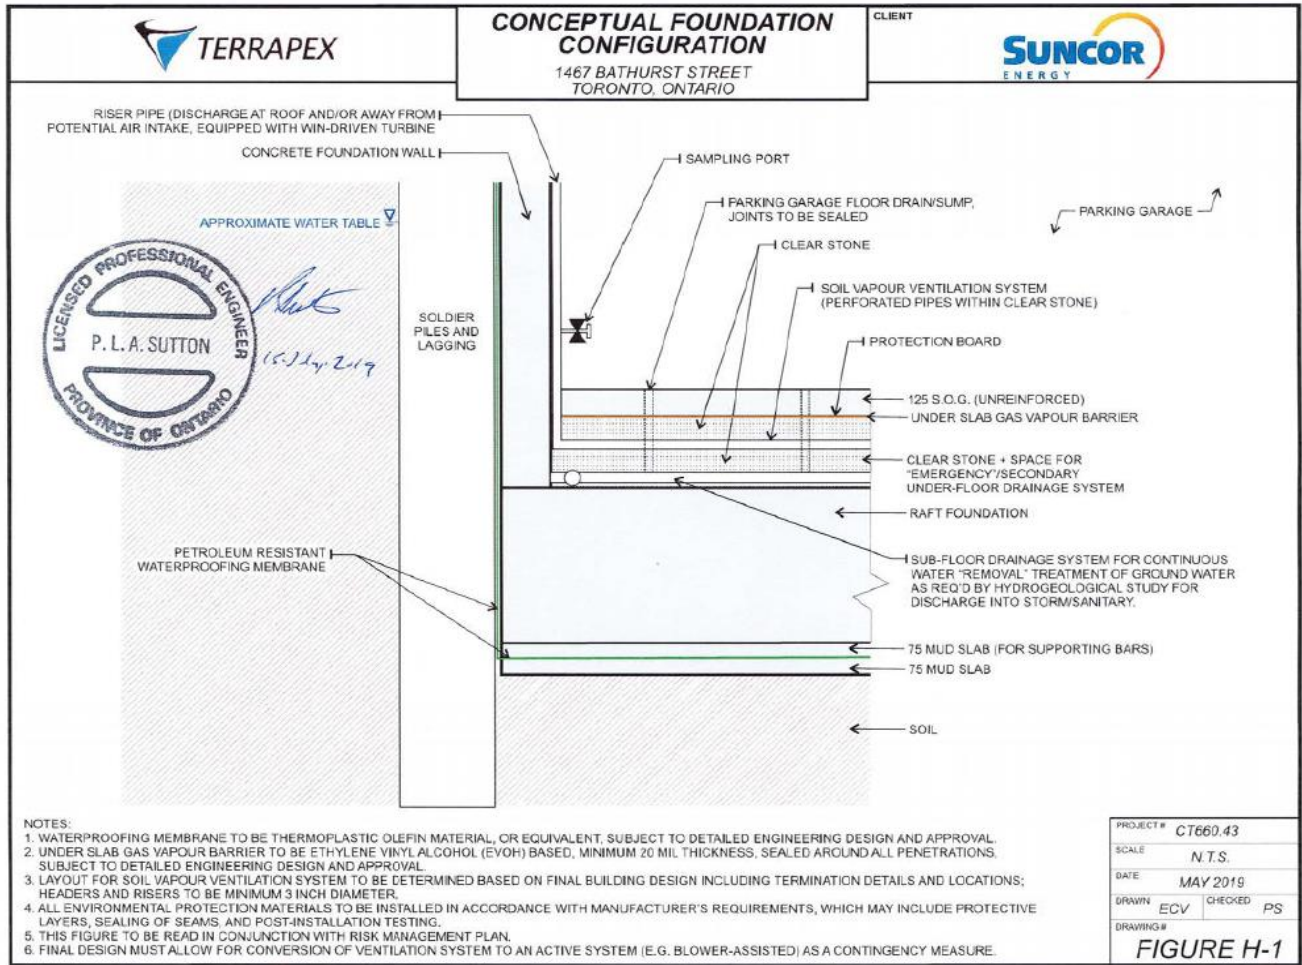 TERRAPEX
CONCEPTUAL FOUNDATION
CONFIGURATION
1467 BATHURST STREET
TORONTO, ONTARIO
CLIENT
SUNCOR
ENERGY
RISER PIPE (DISCHARGE AT ROOF AND/OR AWAY FROM
POTENTIAL AIR INTAKE, EQUIPPED WITH WIN-DRIVEN TURBINE
CONCRETE FOUNDATION WALL
SAMPLING PORT
PARKING GARAGE FLOOR DRAIN/SUMP,
JOINTS TO BE SEALED
PARKING GARAGE
APPROXIMATE WATER TABLE
CLEAR STONE
SOIL VAPOUR VENTILATION SYSTEM
(PERFORATED PIPES WITHIN CLEAR STONE)
LICENSED PROFESSIONAL ENGINEER
P. L. A. SUTTON
PROVINCE OF ONTARIO
SOLDIER
PILES AND
LAGGING
PROTECTION BOARD
125 S.O.G. (UNREINFORCED)
UNDER SLAB GAS VAPOUR BARRIER
CLEAR STONE + SPACE FOR
"EMERGENCY"/SECONDARY
UNDER-FLOOR DRAINAGE SYSTEM
RAFT FOUNDATION
PETROLEUM RESISTANT
WATERPROOFING MEMBRANE
SUB-FLOOR DRAINAGE SYSTEM FOR CONTINUOUS
WATER "REMOVAL" TREATMENT OF GROUND WATER
AS REQ'D BY HYDROGEOLOGICAL STUDY FOR
DISCHARGE INTO STORM/SANITARY.
75 MUD SLAB (FOR SUPPORTING BARS)
75 MUD SLAB
SOIL
NOTES:
1. WATERPROOFING MEMBRANE TO BE THERMOPLASTIC OLEFIN MATERIAL, OR EQUIVALENT, SUBJECT TO DETAILED ENGINEERING DESIGN AND APPROVAL.
2. UNDER SLAB GAS VAPOUR BARRIER TO BE ETHYLENE VINYL ALCOHOL (EVOH) BASED, MINIMUM 20 MIL THICKNESS, SEALED AROUND ALL PENETRATIONS,
SUBJECT TO DETAILED ENGINEERING DESIGN AND APPROVAL.
3. LAYOUT FOR SOIL VAPOUR VENTILATION SYSTEM TO BE DETERMINED BASED ON FINAL BUILDING DESIGN INCLUDING TERMINATION DETAILS AND LOCATIONS;
HEADERS AND RISERS TO BE MINIMUM 3 INCH DIAMETER.
4. ALL ENVIRONMENTAL PROTECTION MATERIALS TO BE INSTALLED IN ACCORDANCE WITH MANUFACTURER'S REQUIREMENTS, WHICH MAY INCLUDE PROTECTIVE
LAYERS, SEALING OF SEAMS, AND POST-INSTALLATION TESTING.
5. THIS FIGURE TO BE READ IN CONJUNCTION WITH RISK MANAGEMENT PLAN.
6. FINAL DESIGN MUST ALLOW FOR CONVERSION OF VENTILATION SYSTEM TO AN ACTIVE SYSTEM (E.G. BLOWER-ASSISTED) AS A CONTINGENCY MEASURE.
PROJECT # CT660.43
SCALE N.T.S.
DATE MAY 2019
DRAWN ECV CHECKED PS
DRAWING #
FIGURE H-1